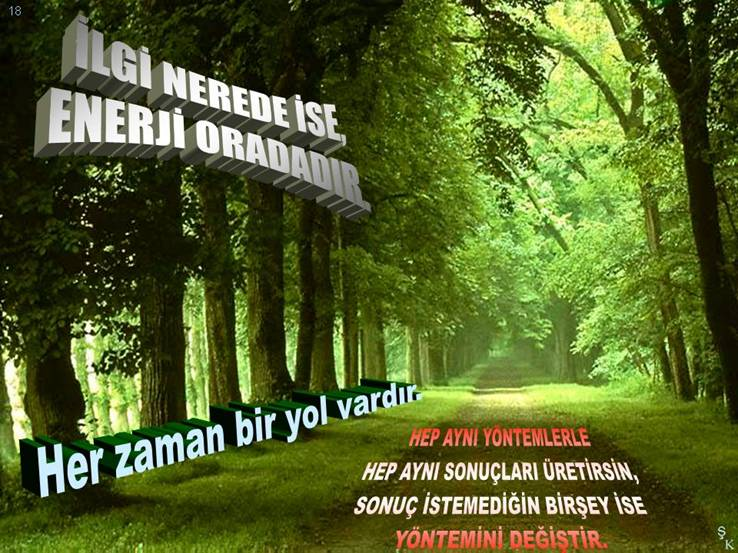 18
İLGİ NEREDE İSE,
ENERJİ ORADADIR.
Her zaman bir yol vardır.
HEP AYNI YÖNTEMLERLE
HEP AYNI SONUÇLARI ÜRETİRSİN,
SONUÇ İSTEMEDİĞİN BİRŞEY İSE
YÖNTEMİNİ DEĞİŞTİR.
Ş
K